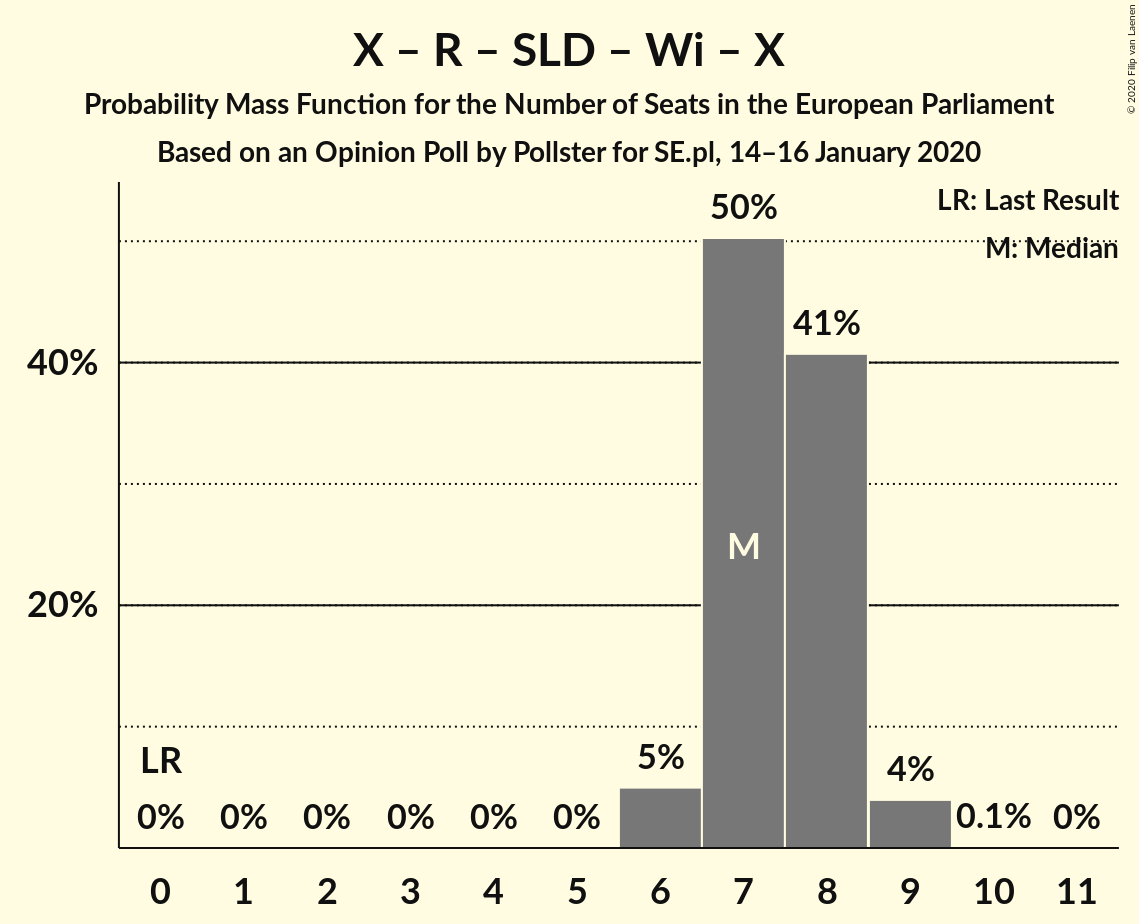 X – R – SLD – Wi – X
Probability Mass Function for the Number of Seats in the European Parliament
Based on an Opinion Poll by Pollster for SE.pl, 14–16 January 2020
© 2020 Filip van Laenen
LR: Last Result
M: Median
50%
41%
40%
M
20%
LR
5%
4%
0% 0% 0% 0% 0% 0% 0.1% 0%
0 1 2 3 4 5 6 7 8 9 10 11